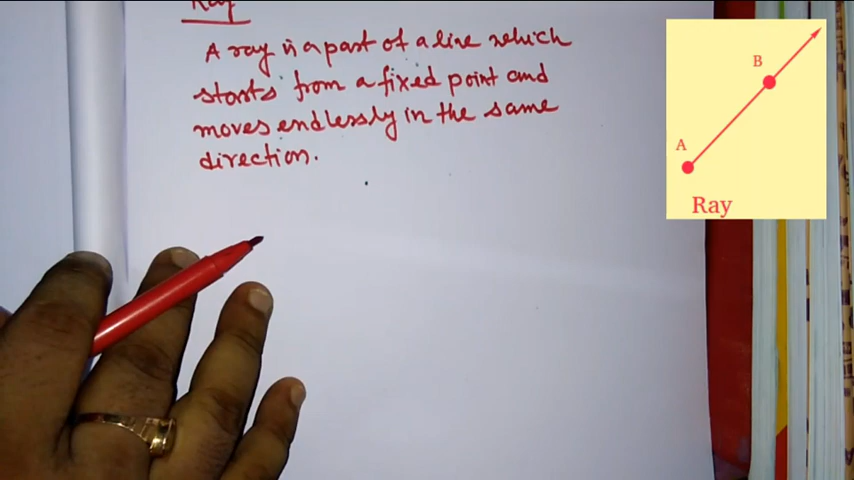 Ray
A ray is a part of a line which
starts from a fixed point and
moves endlessly in the same
direction.
B
A
Ray